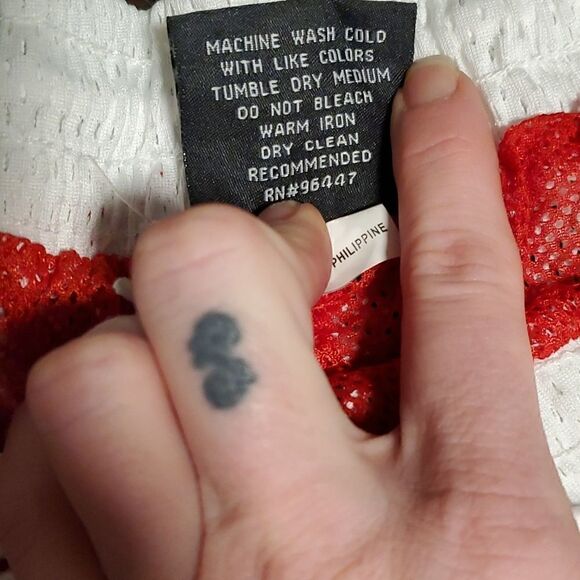 MACHINE WASH COLD
WITH LIKE COLORS
TUMBLE DRY MEDIUM
DO NOT BLEACH
WARM IRON
DRY CLEAN
RECOMMENDED
RN#96447
PHILIPPINE